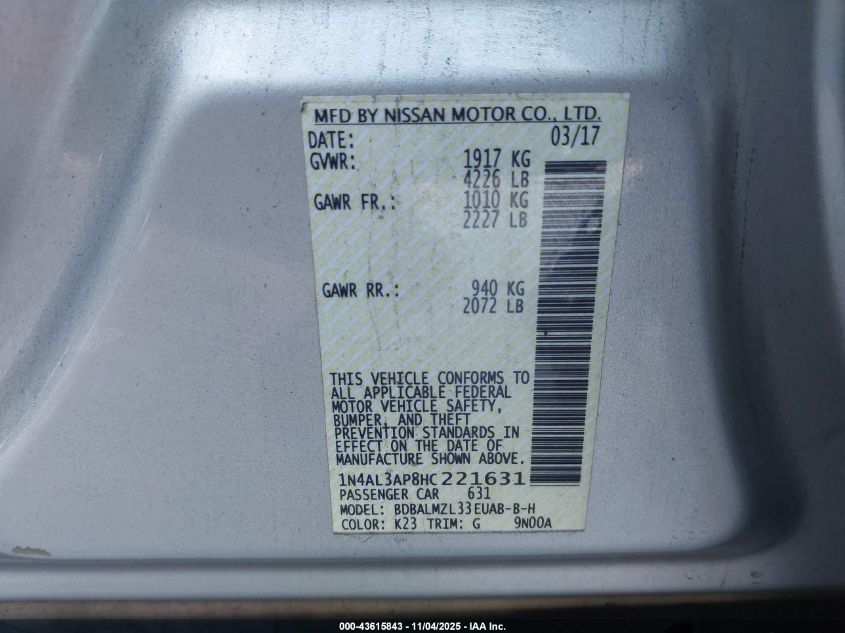 MFD BY NISSAN MOTOR CO., LTD.
DATE: 03/17
GVWR: 1917 KG
4226 LB
GAWR FR.: 1010 KG
2227 LB
GAWR RR.: 940 KG
2072 LB
THIS VEHICLE CONFORMS TO
ALL APPLICABLE FEDERAL
MOTOR VEHICLE SAFETY,
BUMPER, AND THEFT
PREVENTION STANDARDS IN
EFFECT ON THE DATE OF
MANUFACTURE SHOWN ABOVE.
1N4AL3AP8HC221631
PASSENGER CAR 631
MODEL: BDBALMZL33EUAB-B-H
COLOR: K23 TRIM: G 9N00A
000-43615843 - 11/04/2025 - IAA Inc.